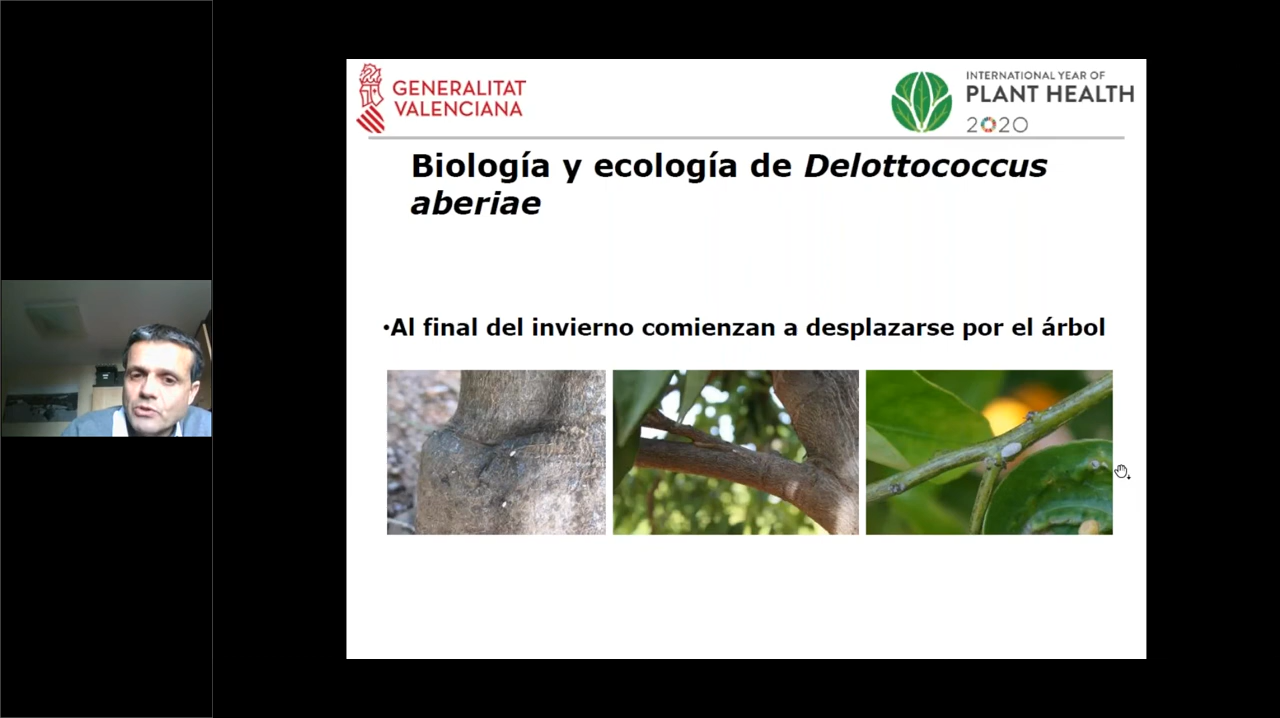 GENERALITAT
VALENCIANA
INTERNATIONAL YEAR OF
PLANT HEALTH
2020
Biología y ecología de Delottococcus
aberiae
•Al final del invierno comienzan a desplazarse por el árbol